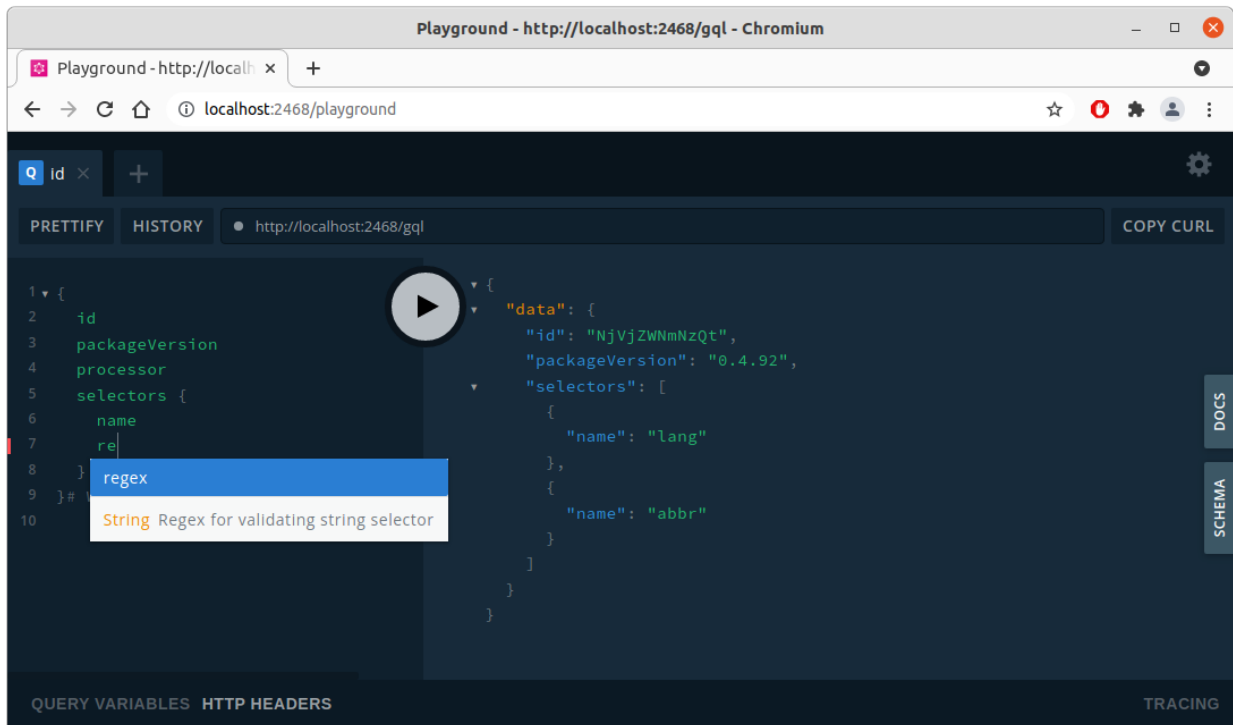 Playground - http://localhost:2468/gql - Chromium
Playground - http://localh
localhost:2468/playground
Q id
PRETTIFY HISTORY http://localhost:2468/gql COPY CURL
1 {
2 id
3 packageVersion
4 processor
5 selectors {
6 name
7 re
8 }
9 }#
10
regex
String Regex for validating string selector
{
"data": {
"id": "NjVjZWNmNzQt",
"packageVersion": "0.4.92",
"selectors": [
{
"name": "lang"
},
{
"name": "abbr"
}
]
}
}
DOCS
SCHEMA
QUERY VARIABLES HTTP HEADERS TRACING